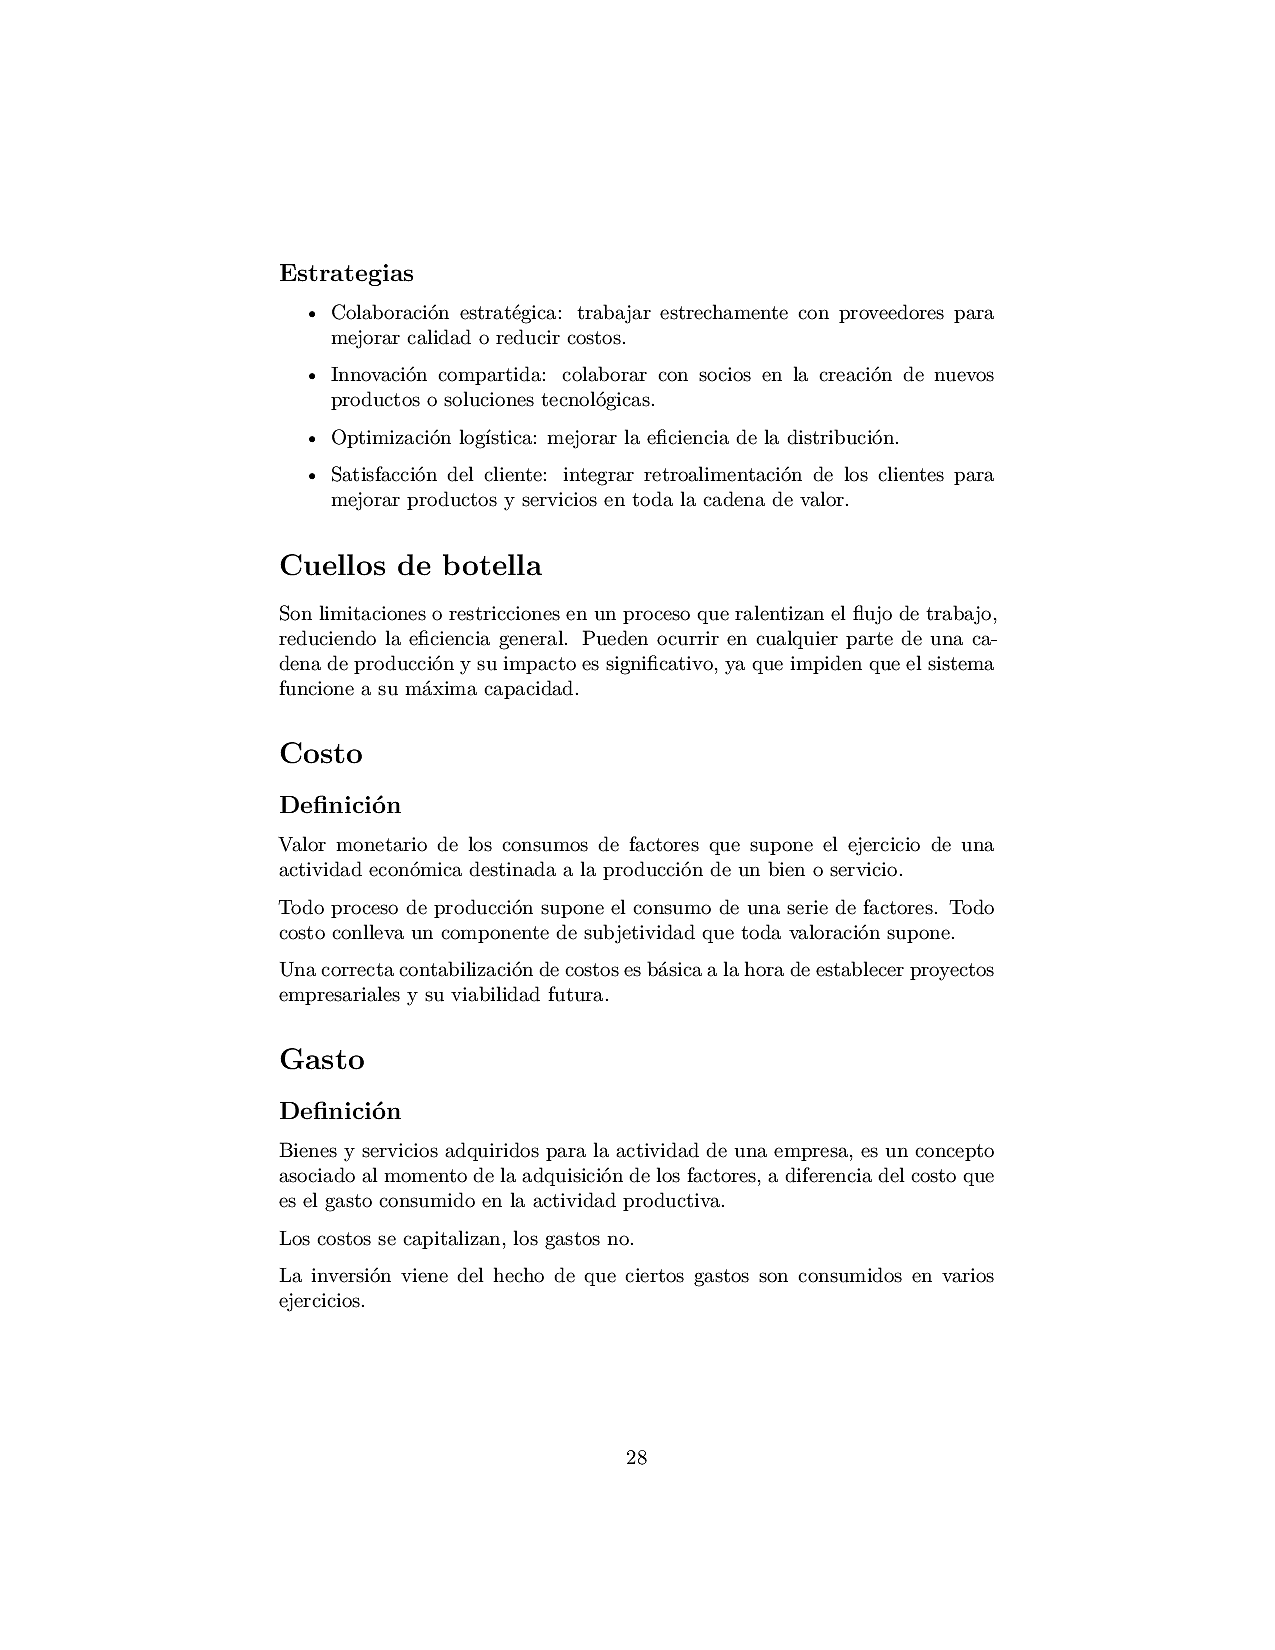 Estrategias
• Colaboración estratégica: trabajar estrechamente con proveedores para
mejorar calidad o reducir costos.
• Innovación compartida: colaborar con socios en la creación de nuevos
productos o soluciones tecnológicas.
• Optimización logística: mejorar la eficiencia de la distribución.
• Satisfacción del cliente: integrar retroalimentación de los clientes para
mejorar productos y servicios en toda la cadena de valor.
Cuellos de botella
Son limitaciones o restricciones en un proceso que ralentizan el flujo de trabajo,
reduciendo la eficiencia general. Pueden ocurrir en cualquier parte de una ca-
dena de producción y su impacto es significativo, ya que impiden que el sistema
funcione a su máxima capacidad.
Costo
Definición
Valor monetario de los consumos de factores que supone el ejercicio de una
actividad económica destinada a la producción de un bien o servicio.
Todo proceso de producción supone el consumo de una serie de factores. Todo
costo conlleva un componente de subjetividad que toda valoración supone.
Una correcta contabilización de costos es básica a la hora de establecer proyectos
empresariales y su viabilidad futura.
Gasto
Definición
Bienes y servicios adquiridos para la actividad de una empresa, es un concepto
asociado al momento de la adquisición de los factores, a diferencia del costo que
es el gasto consumido en la actividad productiva.
Los costos se capitalizan, los gastos no.
La inversión viene del hecho de que ciertos gastos son consumidos en varios
ejercicios.
28